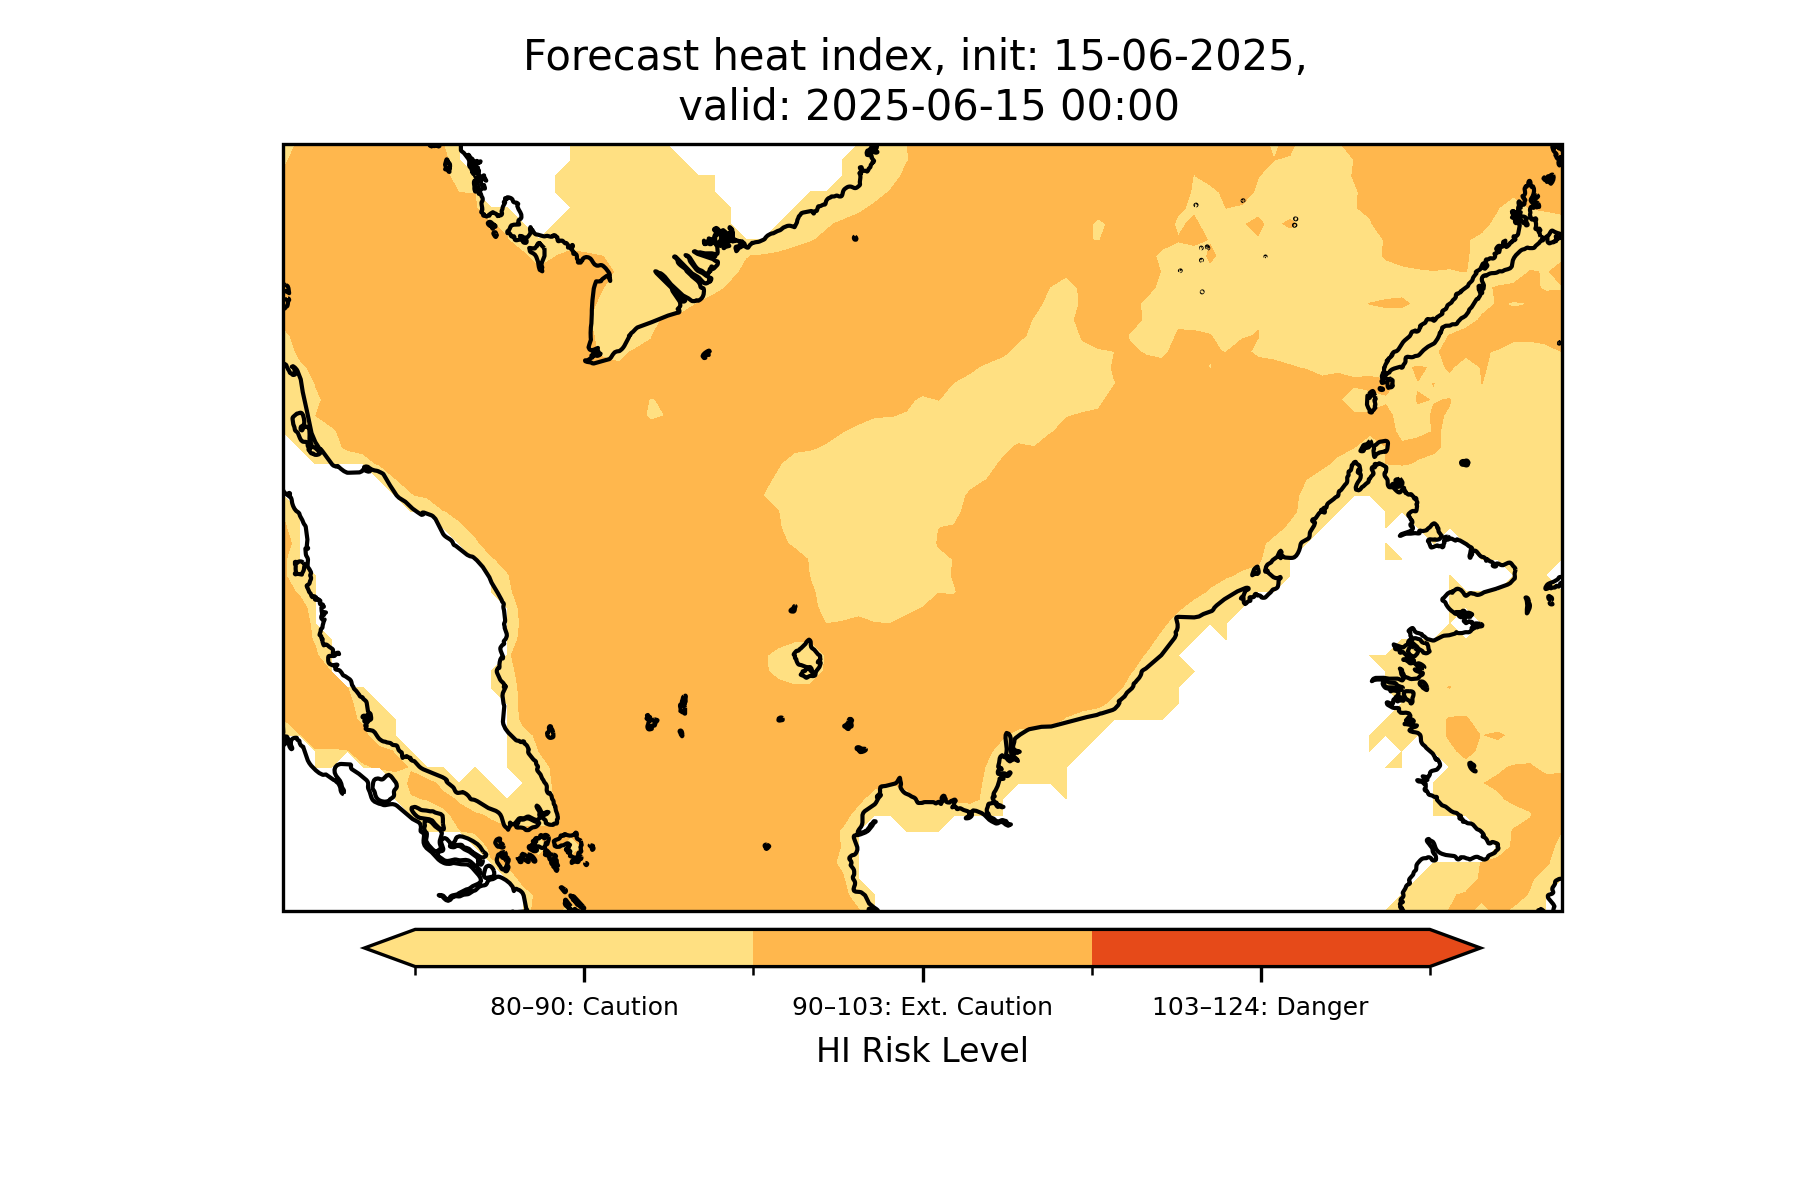 Forecast heat index, init: 15-06-2025,
valid: 2025-06-15 00:00
80–90: Caution
90–103: Ext. Caution
103–124: Danger
HI Risk Level